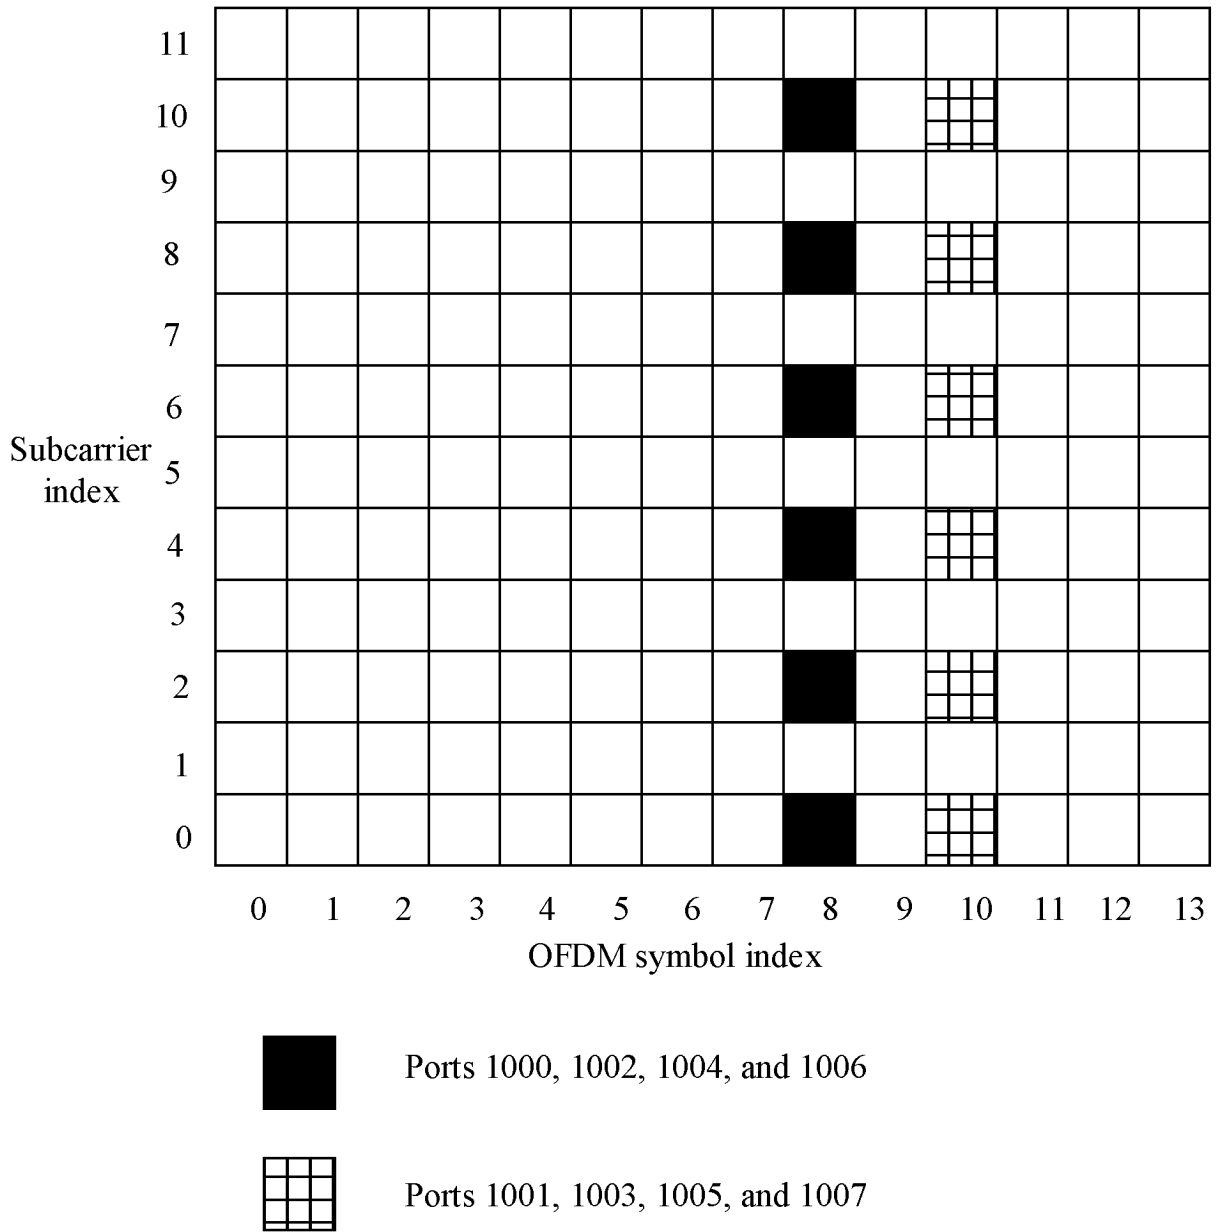 11
10
9
8
7
6
Subcarrier
index
5
4
3
2
1
0
0 1 2 3 4 5 6 7 8 9 10 11 12 13
OFDM symbol index
Ports 1000, 1002, 1004, and 1006
Ports 1001, 1003, 1005, and 1007